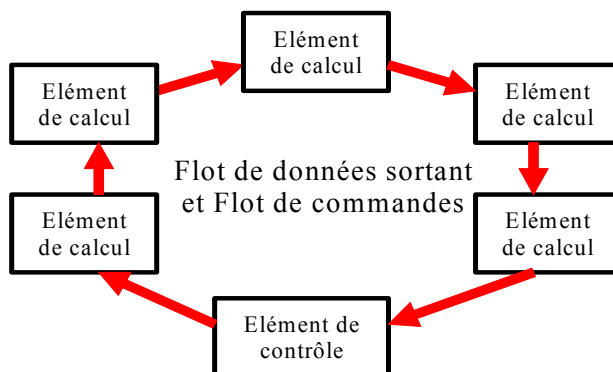 Elément
de calcul
Elément
de calcul
Elément
de calcul
Flot de données sortant
et Flot de commandes
Elément
de calcul
Elément
de calcul
Elément de
contrôle